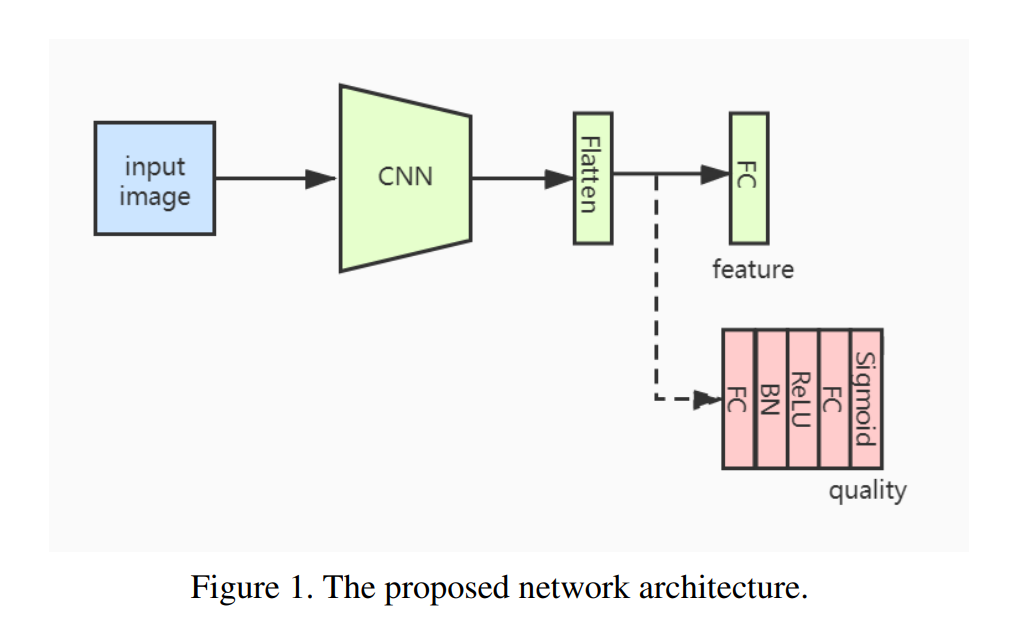 input
image
CNN
Flatten
FC
feature
FC
BN
ReLU
FC
Sigmoid
quality
Figure 1. The proposed network architecture.